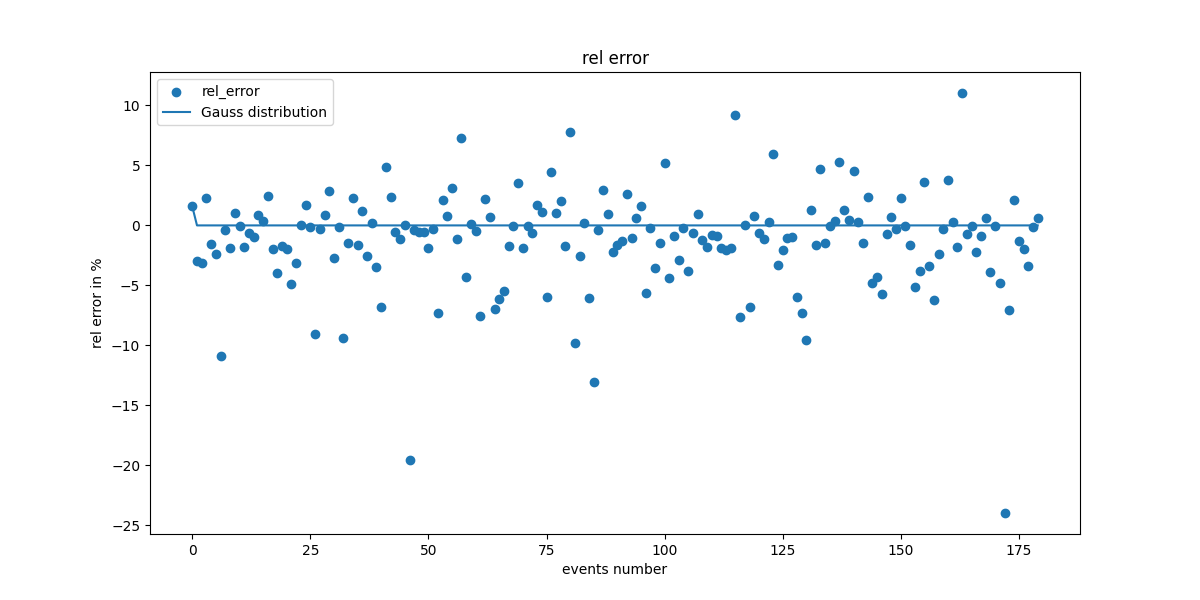 rel error
rel_error
Gauss distribution
10
5
0
−5
−10
−15
−20
−25
rel error in %
0 25 50 75 100 125 150 175
events number